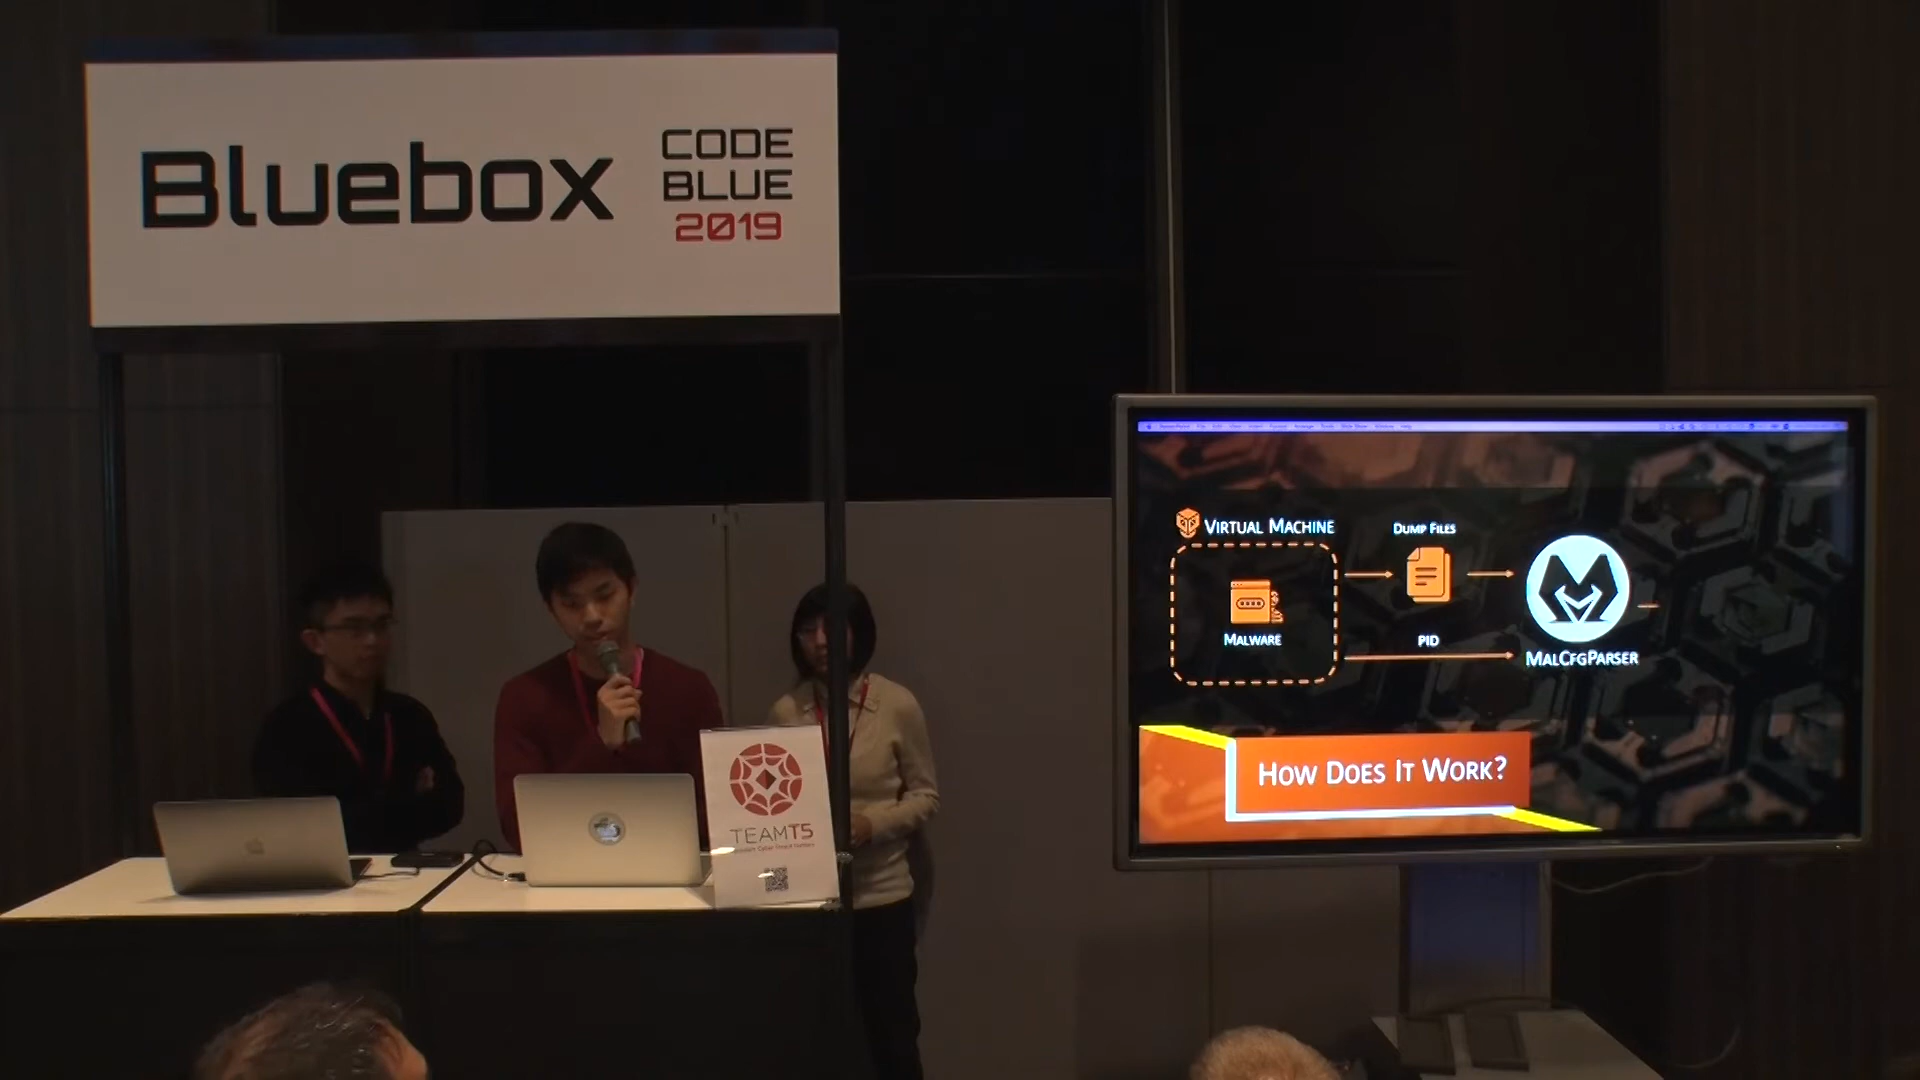 Bluebox
CODE
BLUE
2019
VIRTUAL MACHINE
DUMP FILES
MALWARE
PID
MALCFGPARSER
HOW DOES IT WORK?
TEAMT5